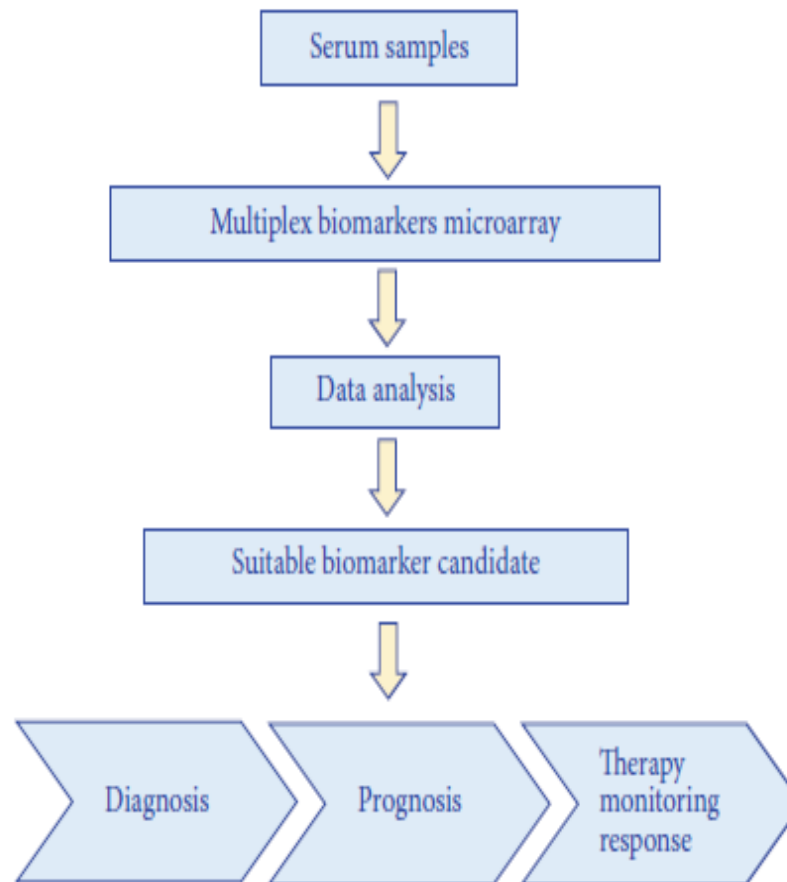 Serum samples
Multiplex biomarkers microarray
Data analysis
Suitable biomarker candidate
Diagnosis
Prognosis
Therapy
monitoring
response